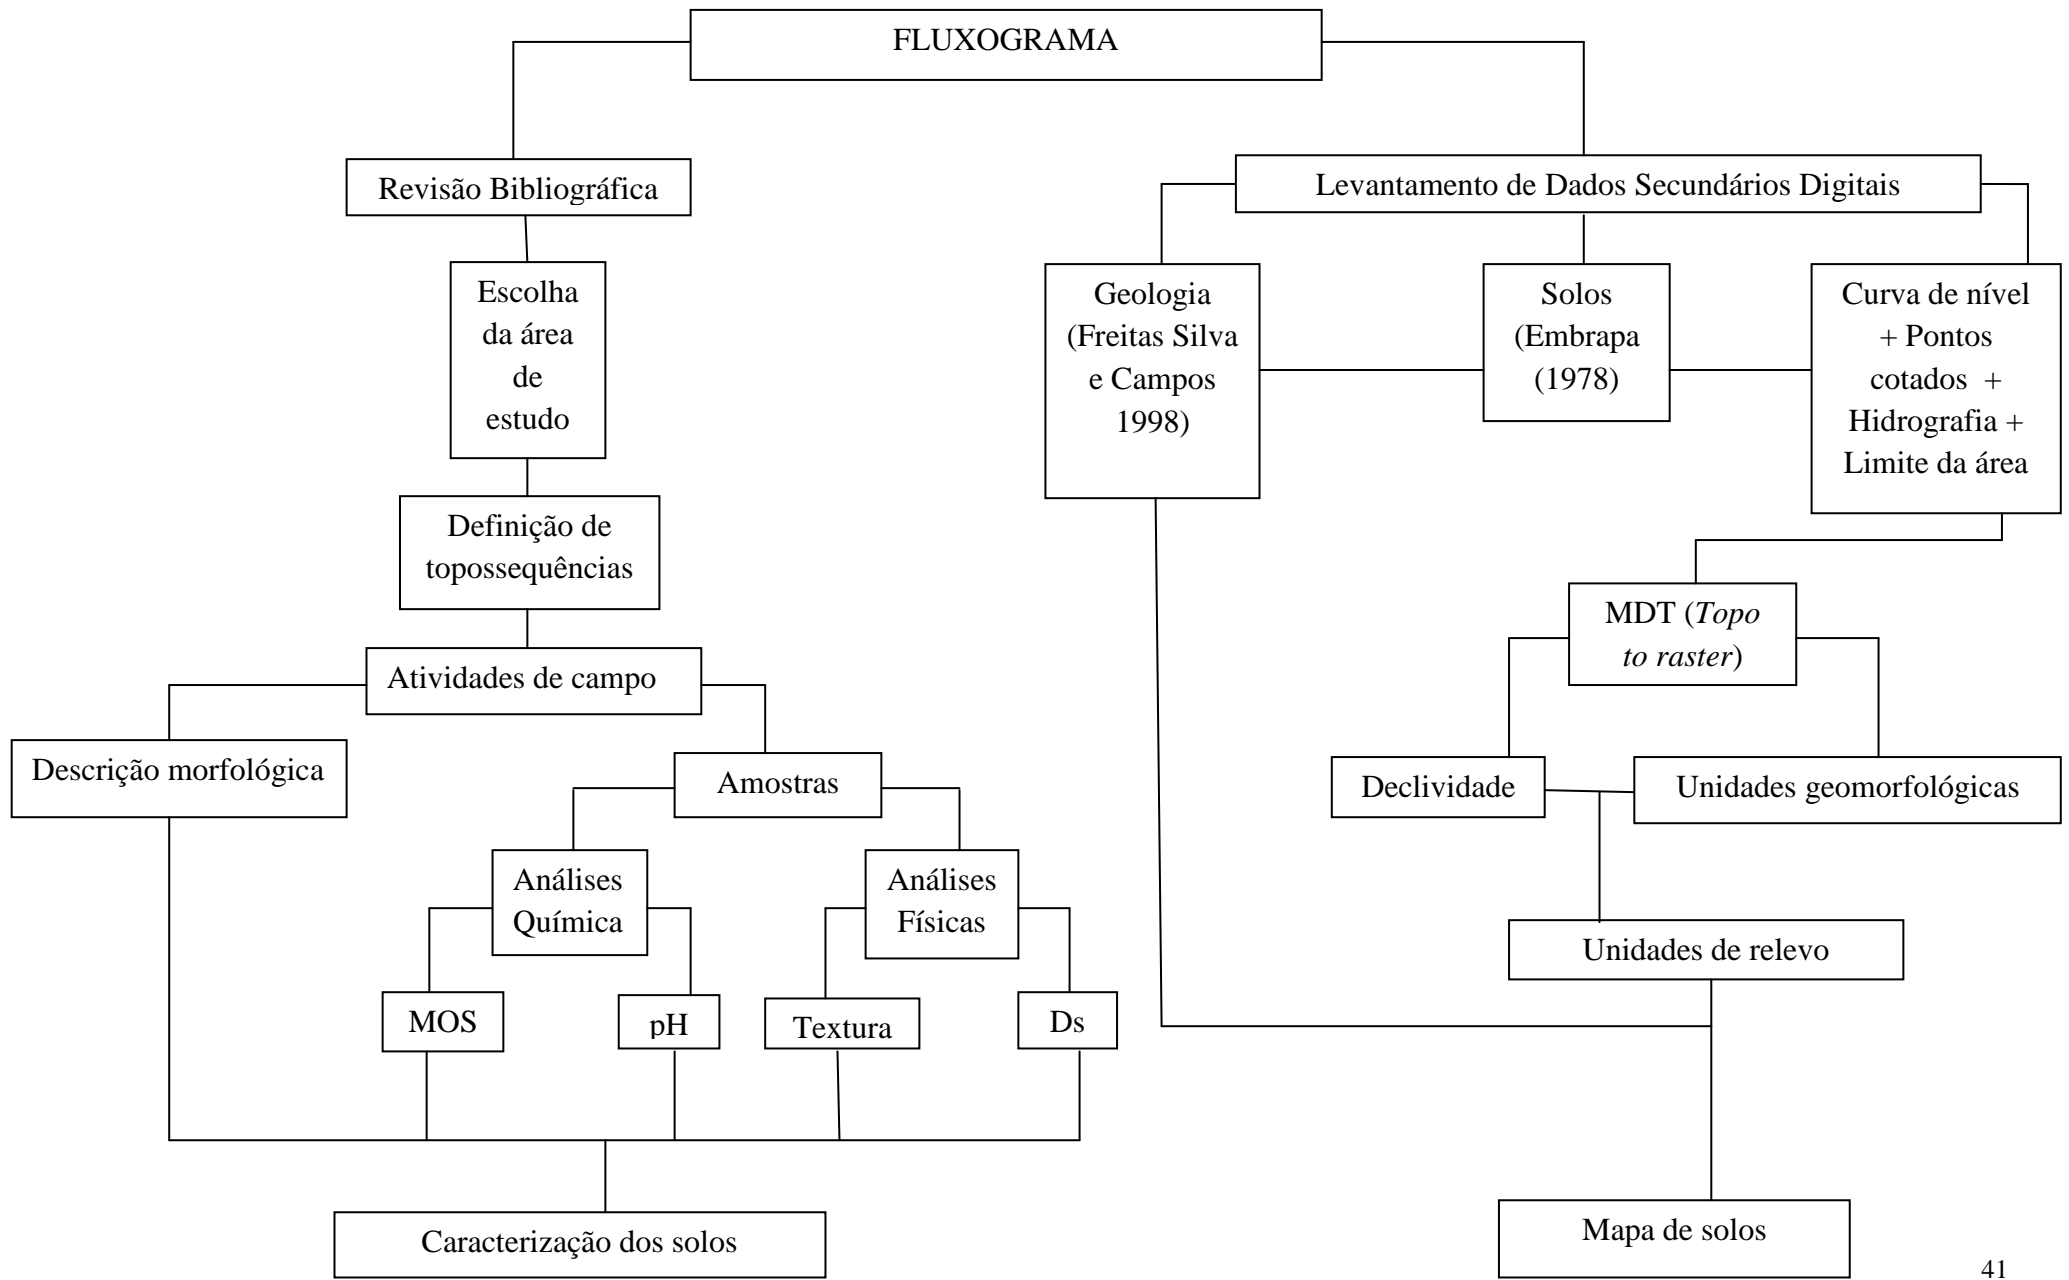 FLUXOGRAMA
Revisão Bibliográfica
Levantamento de Dados Secundários Digitais
Escolha
da área
de
estudo
Geologia
(Freitas Silva
e Campos
1998)
Solos
(Embrapa
(1978)
Curva de nível
+ Pontos
cotados +
Hidrografia +
Limite da área
Definição de
topossequências
MDT (Topo
to raster)
Atividades de campo
Descrição morfológica
Amostras
Declividade
Unidades geomorfológicas
Análises
Química
Análises
Físicas
Unidades de relevo
MOS
pH
Textura
Ds
Caracterização dos solos
Mapa de solos
41